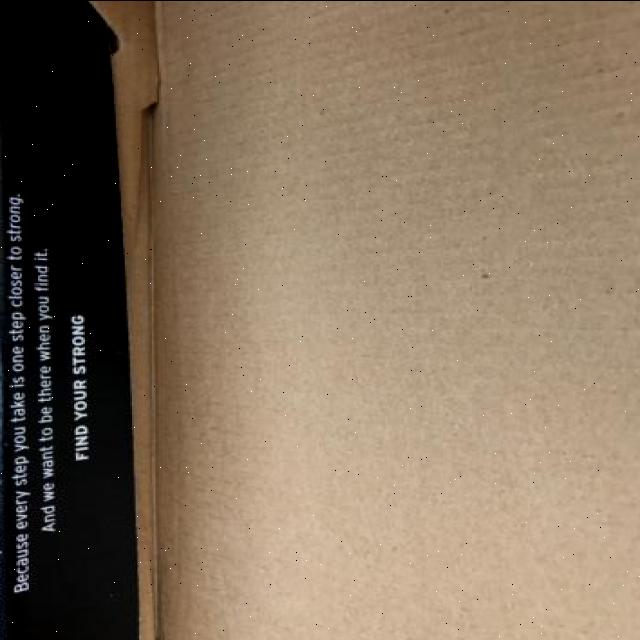 Because every step you take is one step closer to strong.
And we want to be there when you find it.
FIND YOUR STRONG